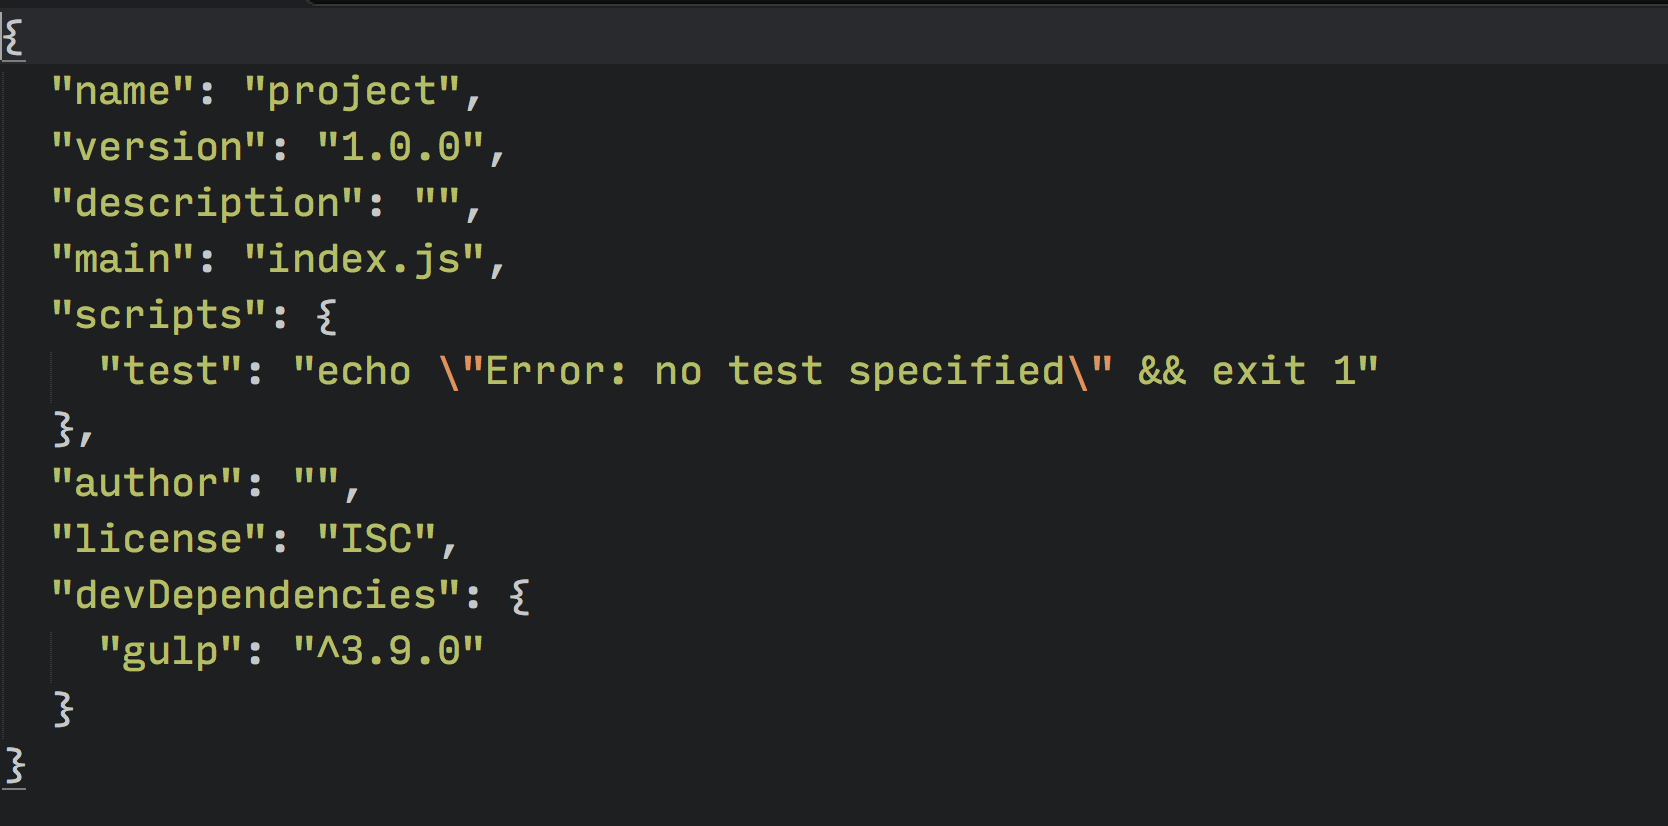 {
  "name": "project",
  "version": "1.0.0",
  "description": "",
  "main": "index.js",
  "scripts": {
    "test": "echo \"Error: no test specified\" && exit 1"
  },
  "author": "",
  "license": "ISC",
  "devDependencies": {
    "gulp": "^3.9.0"
  }
}